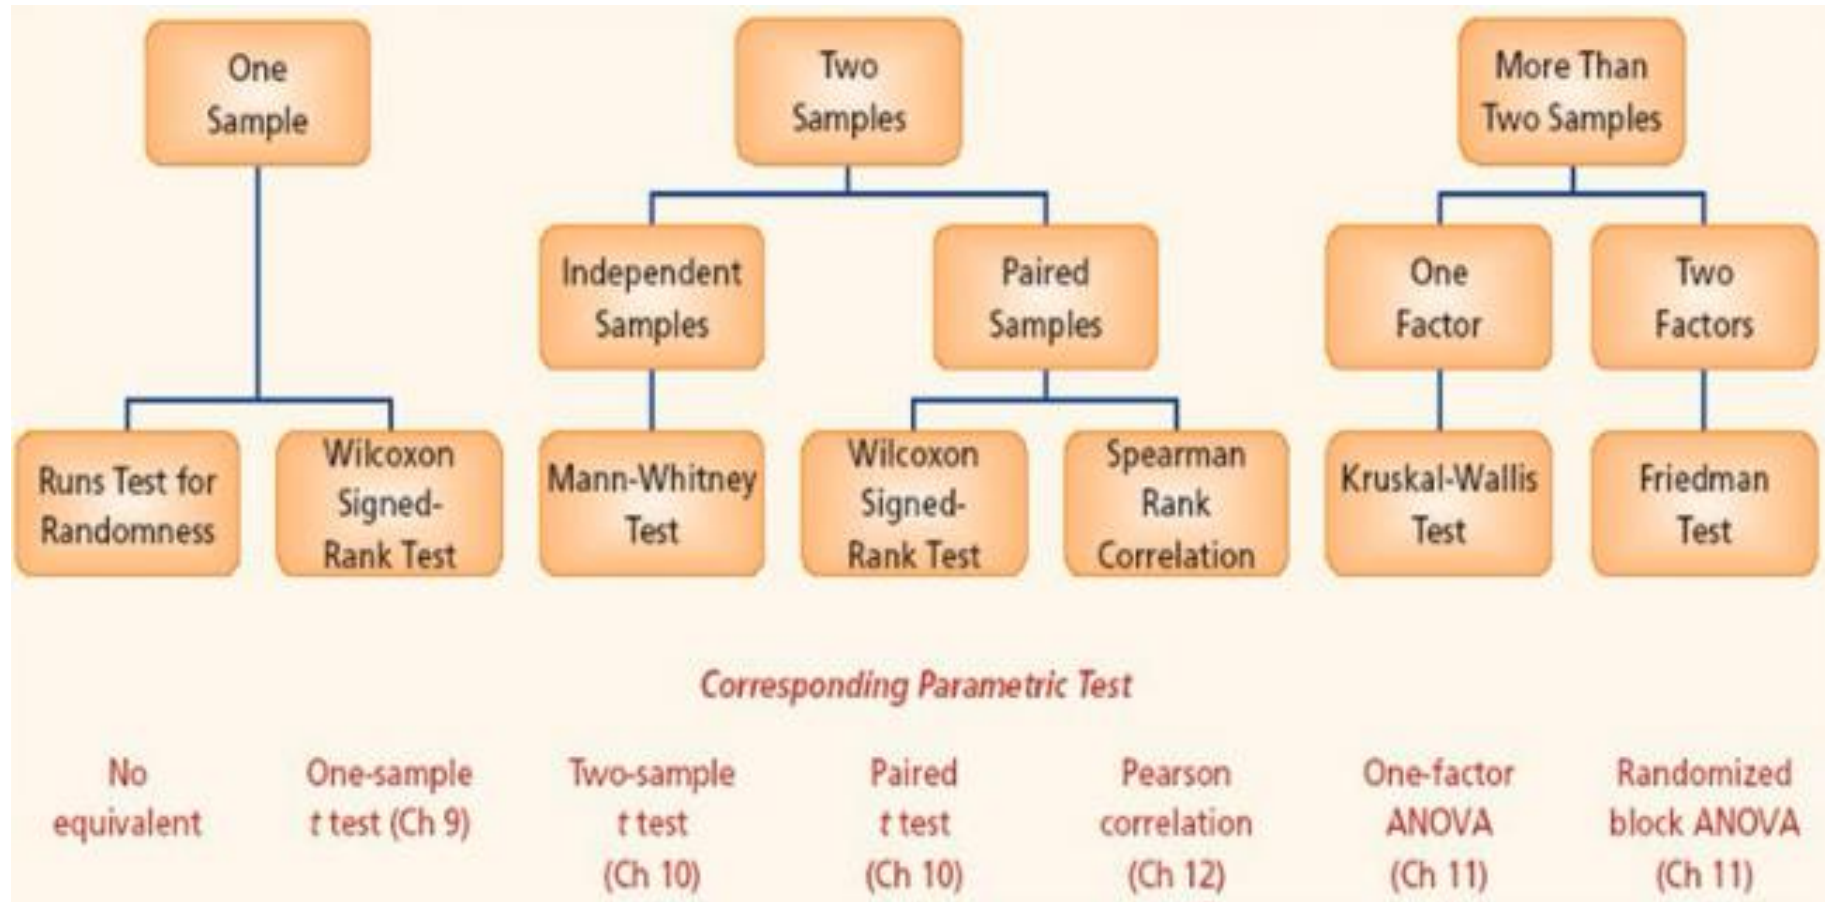 One
Sample
Two
Samples
More Than
Two Samples
Independent
Samples
Paired
Samples
One
Factor
Two
Factors
Runs Test for
Randomness
Wilcoxon
Signed-
Rank Test
Mann-Whitney
Test
Wilcoxon
Signed-
Rank Test
Spearman
Rank
Correlation
Kruskal-Wallis
Test
Friedman
Test
Corresponding Parametric Test
No
equivalent
One-sample
t test (Ch 9)
Two-sample
t test
(Ch 10)
Paired
t test
(Ch 10)
Pearson
correlation
(Ch 12)
One-factor
ANOVA
(Ch 11)
Randomized
block ANOVA
(Ch 11)